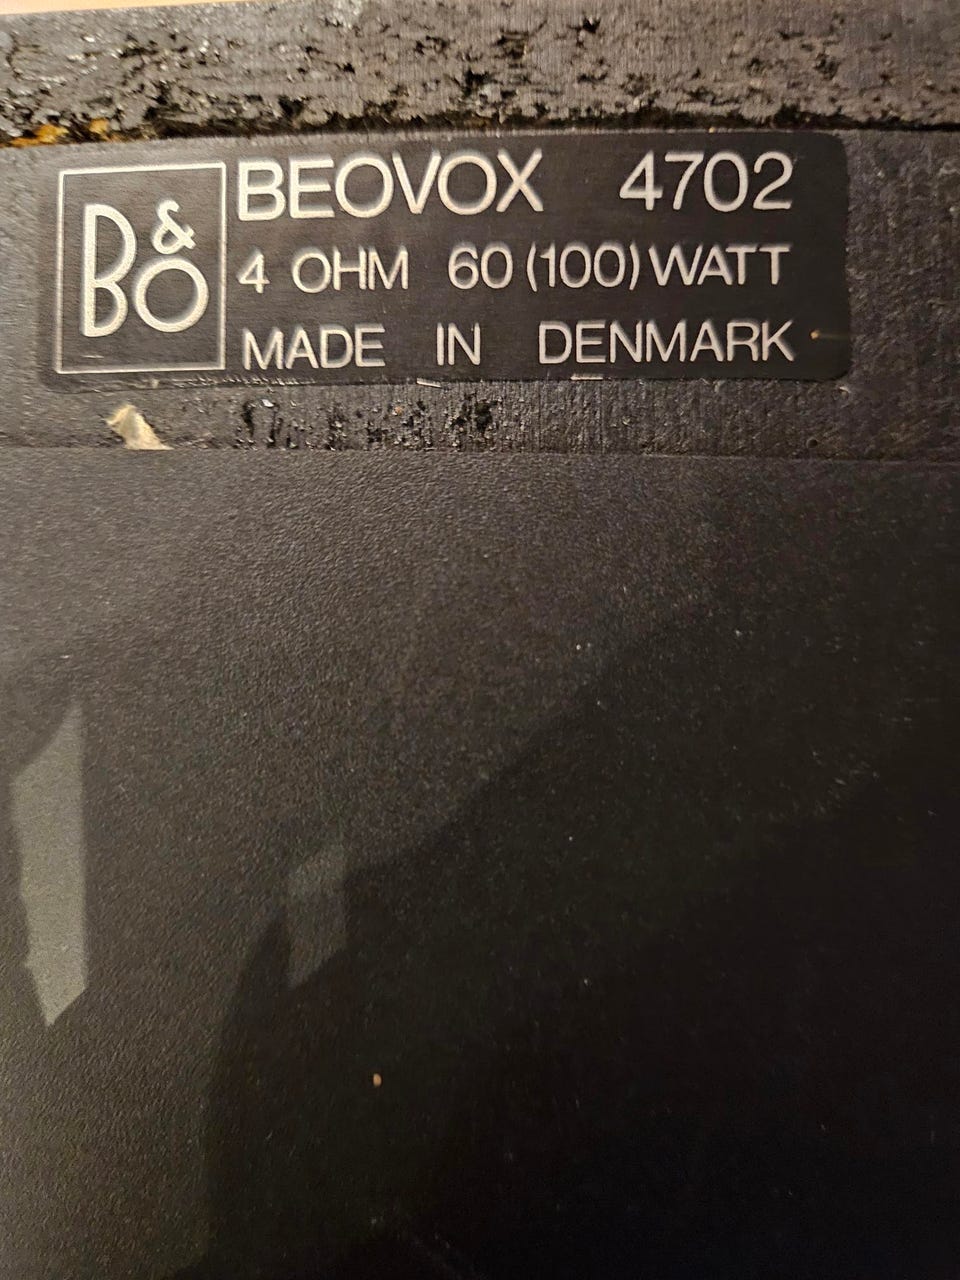 B&O
BEOVOX 4702
4 OHM 60 (100) WATT
MADE IN DENMARK